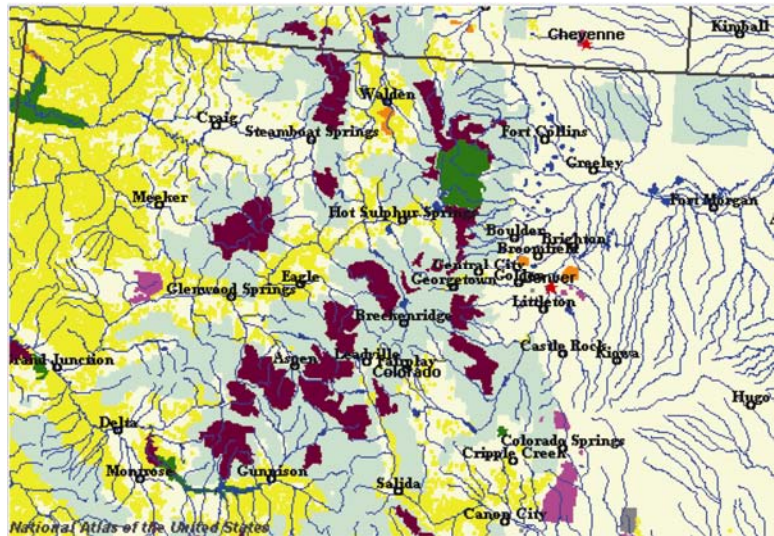 Cheyenne
Kimball
Walden
Craig
Steamboat Springs
Fort Collins
Greeley
Meeker
Fort Morgan
Hot Sulphur Springs
Boulder
Brighton
Broomfield
Central City
Eagle
Golden
Denver
Glenwood Springs
Georgetown
Littleton
Breckenridge
Castle Rock
Kiowa
Grand Junction
Aspen
Leadville
Fairplay
Colorado
Hugo
Delta
Colorado Springs
Cripple Creek
Montrose
Gunnison
Salida
Canon City
National Atlas of the United States